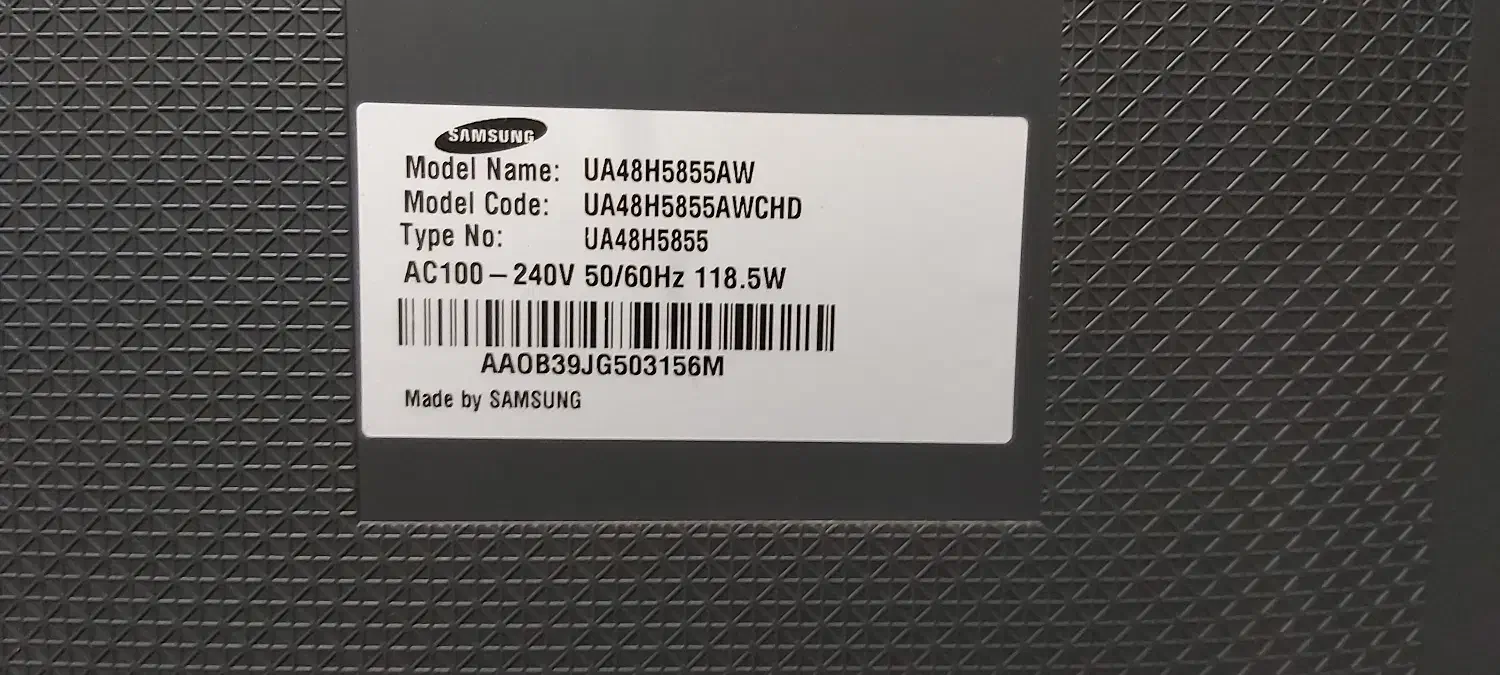 SAMSUNG
Model Name: UA48H5855AW
Model Code: UA48H5855AWCHD
Type No: UA48H5855
AC100-240V 50/60Hz 118.5W
AAOB39JG503156M
Made by SAMSUNG